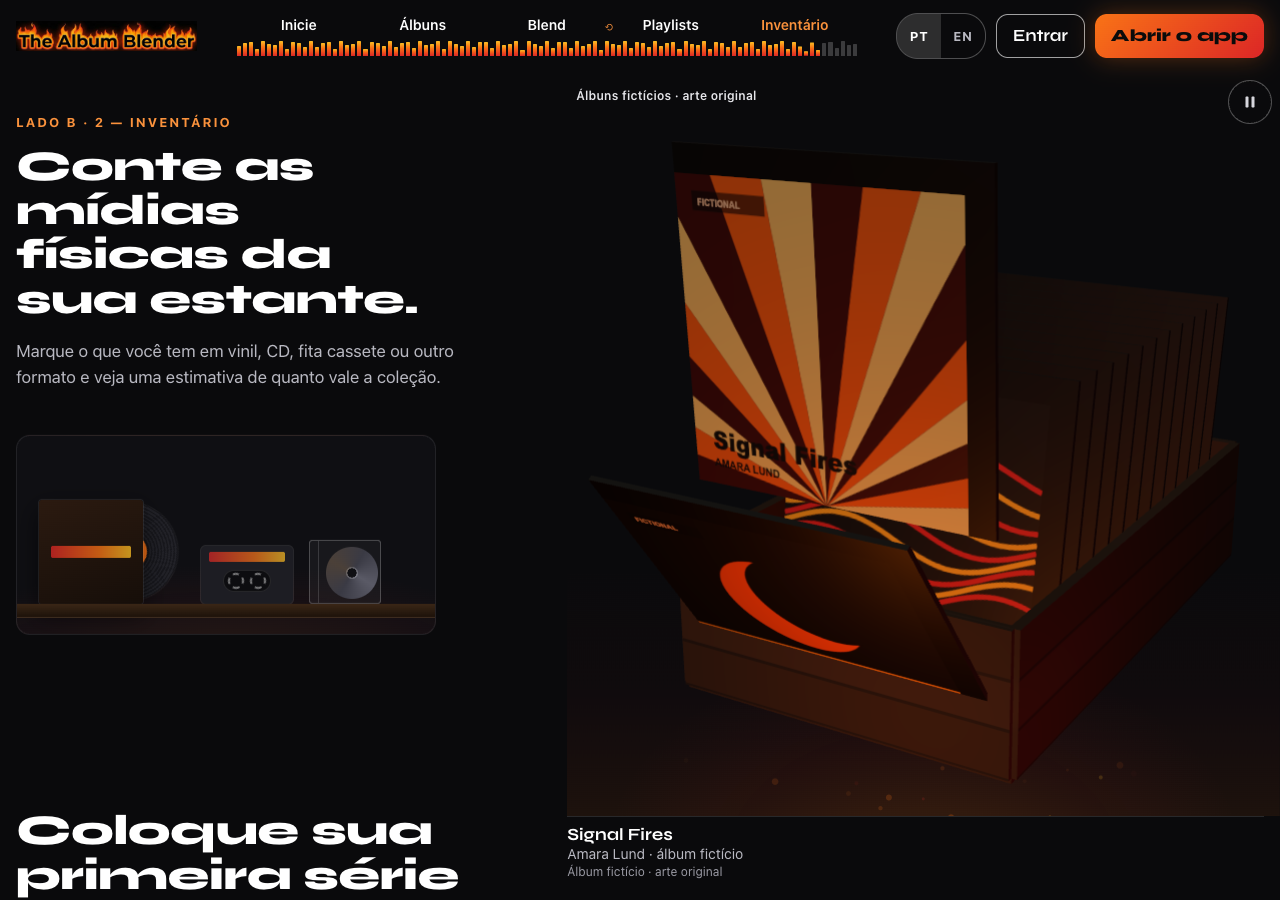 The Album Blender
Inicie
Álbuns
Blend
Playlists
Inventário
PT
EN
Entrar
Abrir o app
Álbuns fictícios · arte original
LADO B · 2 — INVENTÁRIO
Conte as
mídias
físicas da
sua estante.
Marque o que você tem em vinil, CD, fita cassete ou outro
formato e veja uma estimativa de quanto vale a coleção.
FICTIONAL
Signal Fires
AMARA LUND
FICTIONAL
Coloque sua
primeira série
Signal Fires
Amara Lund · álbum fictício
Álbum fictício · arte original